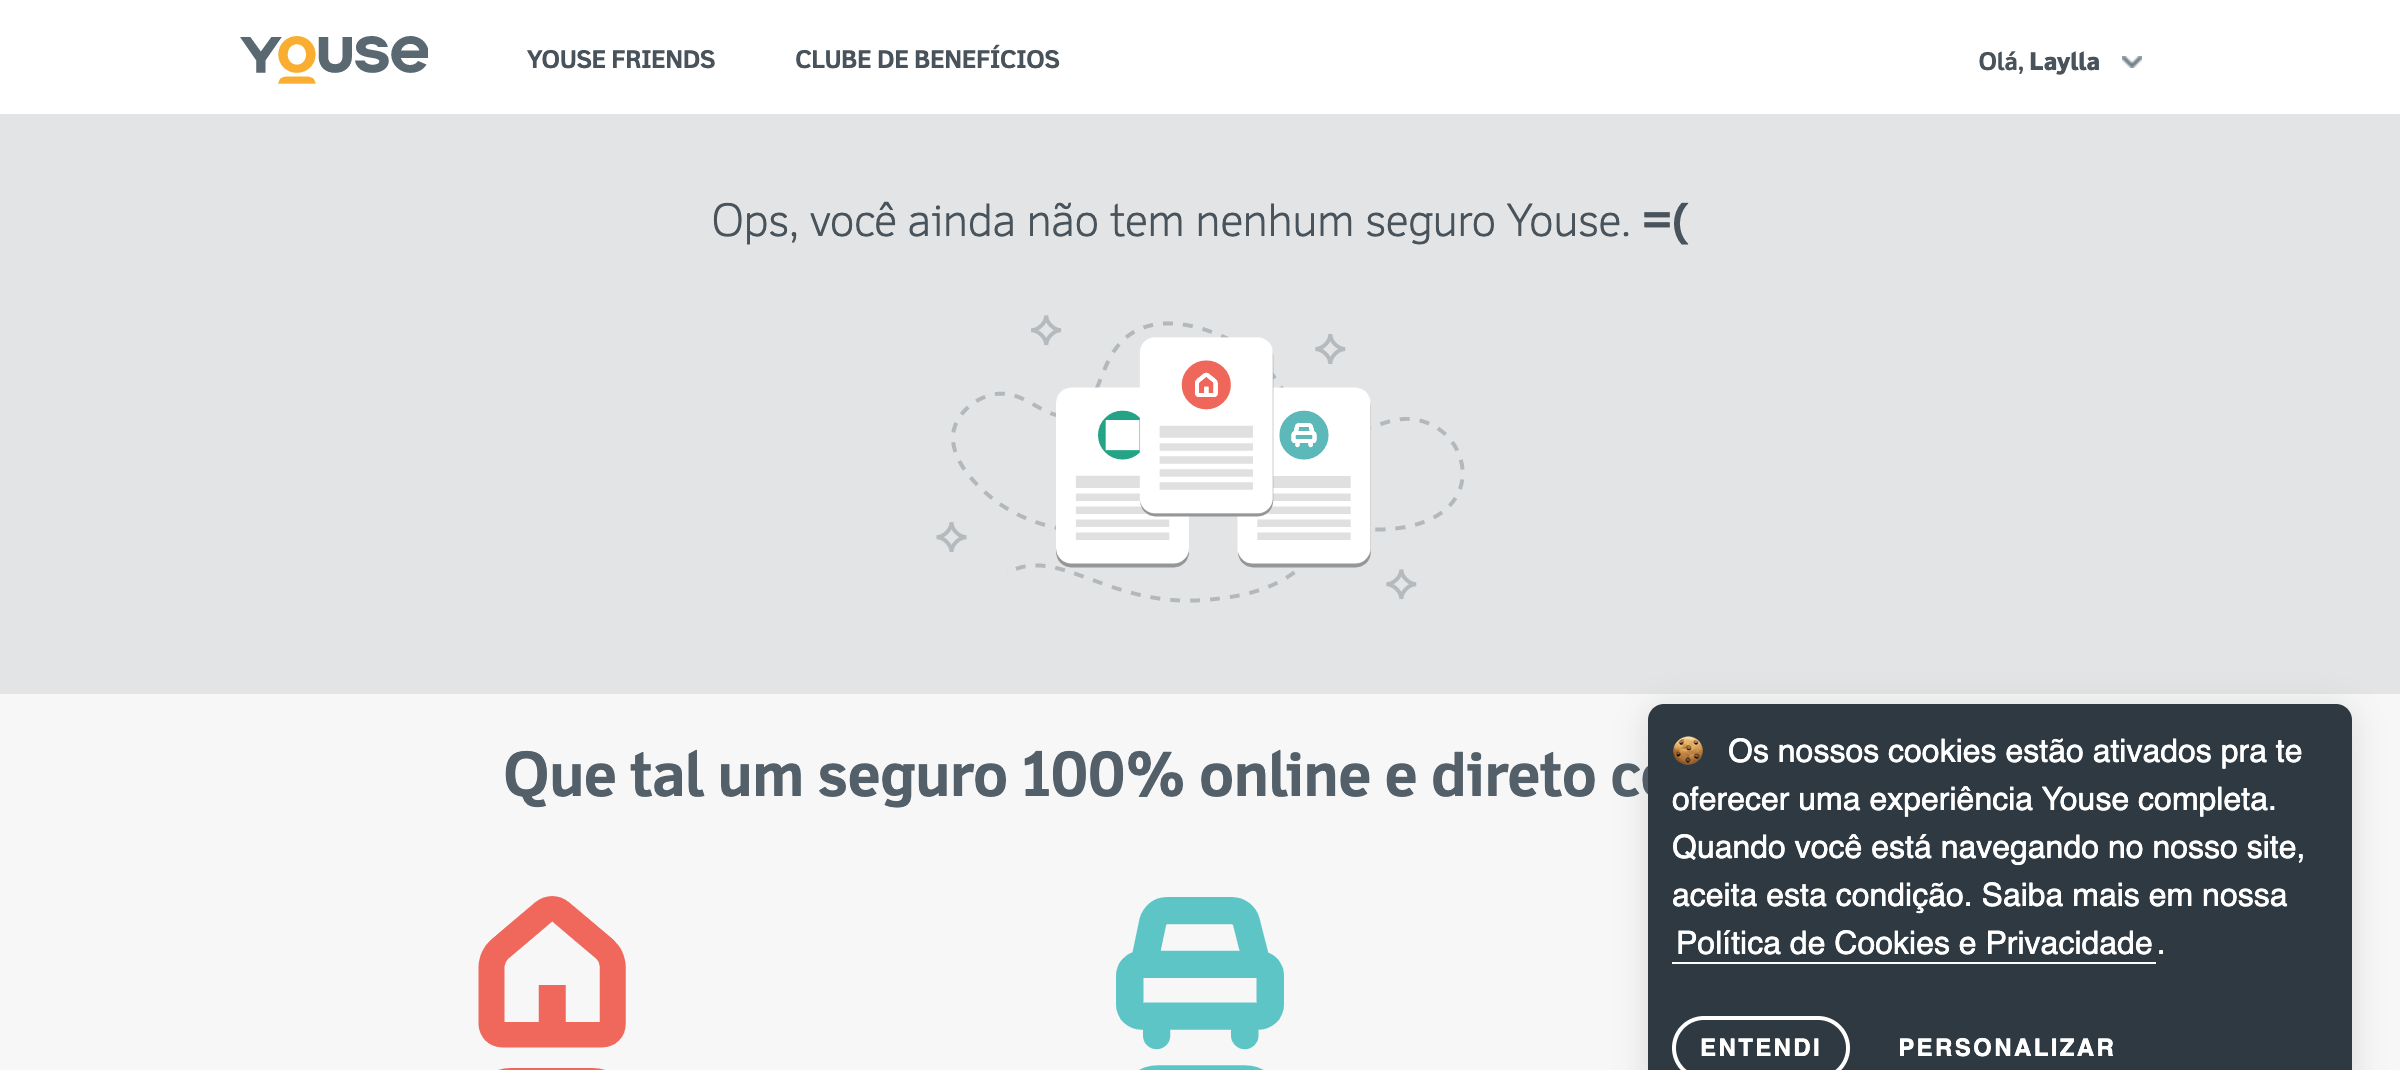 Youse
YOUSE FRIENDS
CLUBE DE BENEFÍCIOS
Olá, Laylla
Ops, você ainda não tem nenhum seguro Youse. =(
Que tal um seguro 100% online e direto
🍪 Os nossos cookies estão ativados pra te
oferecer uma experiência Youse completa.
Quando você está navegando no nosso site,
aceita esta condição. Saiba mais em nossa
Política de Cookies e Privacidade.
ENTENDI
PERSONALIZAR